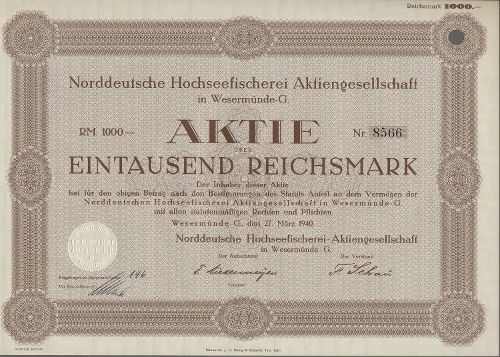 Reichsmark 1000.—
Norddeutsche Hochseefischerei Aktiengesellschaft
in Wesermünde-G.
RM 1000— AKTIE Nr. 8566
ÜBER
EINTAUSEND REICHSMARK
Der Inhaber dieser Aktie
hat für den obigen Betrag nach den Bestimmungen des Statuts Anteil an dem Vermögen der
Norddeutschen Hochseefischerei Aktiengesellschaft in Wesermünde-G.
mit allen statutenmäßigen Rechten und Pflichten.
Wesermünde-G., den 27. März 1940.
Norddeutsche Hochseefischerei-Aktiengesellschaft
in Wesermünde-G.
Der Aufsichtsrat Der Vorstand
146
Vorsitzer